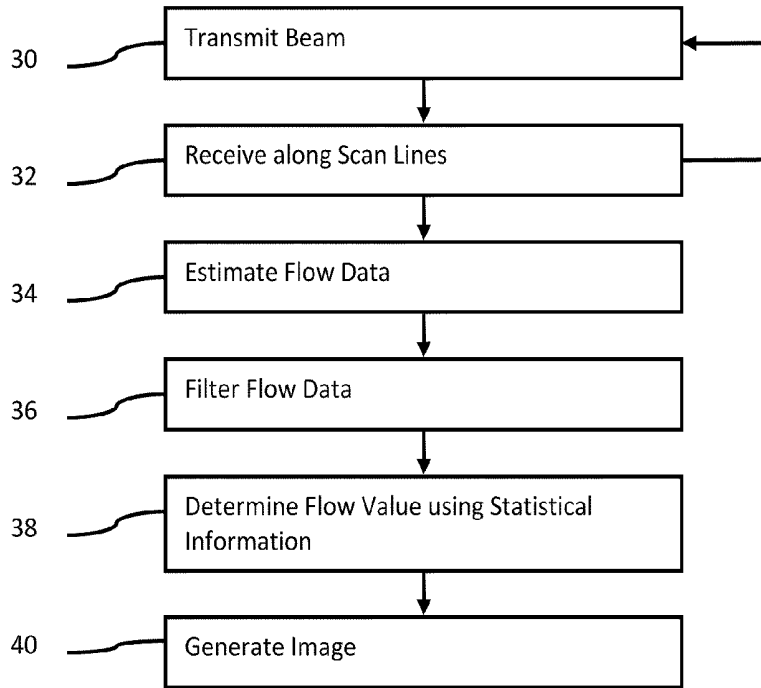 30 Transmit Beam
32 Receive along Scan Lines
34 Estimate Flow Data
36 Filter Flow Data
38 Determine Flow Value using Statistical
Information
40 Generate Image